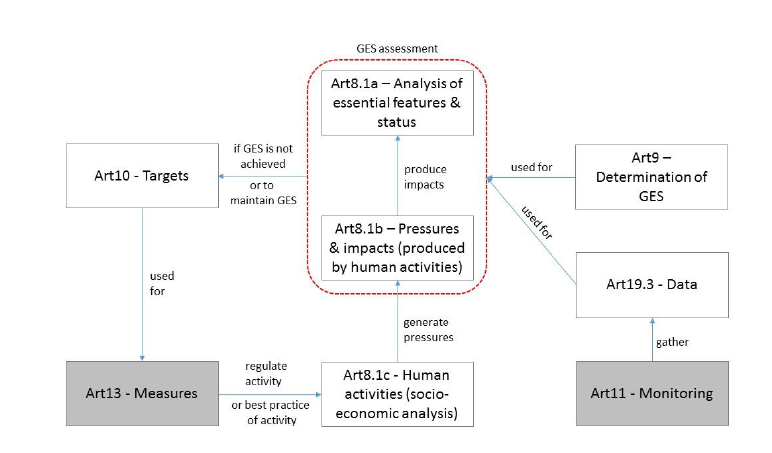 GES assessment
Art8.1a – Analysis of
essential features &
status
if GES is not
achieved
or to
maintain GES
Art10 - Targets
produce
impacts
used for
Art9 –
Determination of
GES
used for
Art8.1b – Pressures
& impacts (produced
by human activities)
Art19.3 - Data
used
for
generate
pressures
gather
Art13 - Measures
regulate
activity
or best practice
of activity
Art8.1c - Human
activities (socio-
economic analysis)
Art11 - Monitoring